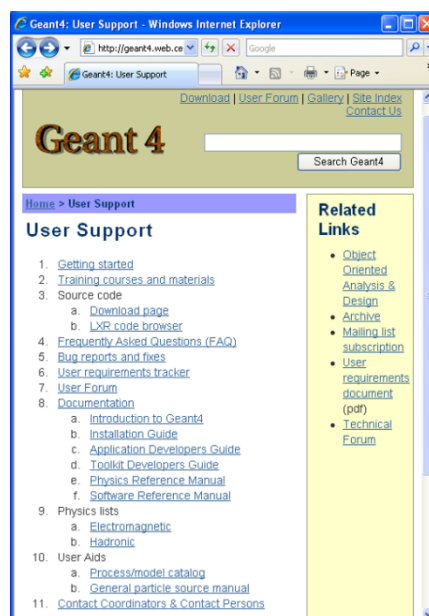 Geant4: User Support - Windows Internet Explorer
http://geant4.web.ce
Google
Geant4: User Support
Page
Download | User Forum | Gallery | Site Index
Contact Us
Geant 4
Search Geant4
Home > User Support
User Support
1. Getting started
2. Training courses and materials
3. Source code
a. Download page
b. LXR code browser
4. Frequently Asked Questions (FAQ)
5. Bug reports and fixes
6. User requirements tracker
7. User Forum
8. Documentation
a. Introduction to Geant4
b. Installation Guide
c. Application Developers Guide
d. Toolkit Developers Guide
e. Physics Reference Manual
f. Software Reference Manual
9. Physics lists
a. Electromagnetic
b. Hadronic
10. User Aids
a. Process/model catalog
b. General particle source manual
11. Contact Coordinators & Contact Persons
Related
Links
Object
Oriented
Analysis &
Design
Archive
Mailing list
subscription
User
requirements
document
(pdf)
Technical
Forum